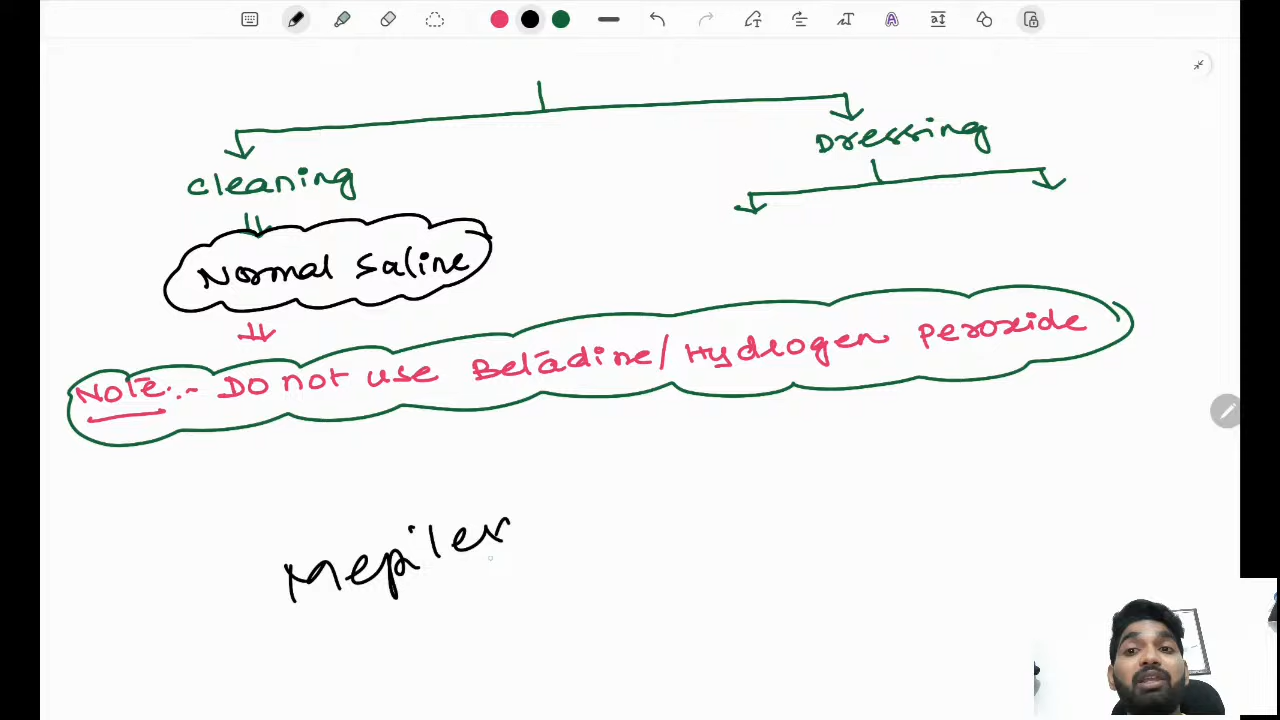 Dressing
Cleaning
Normal Saline
Note:- Do not use Betadine/Hydrogen peroxide
Mepilex